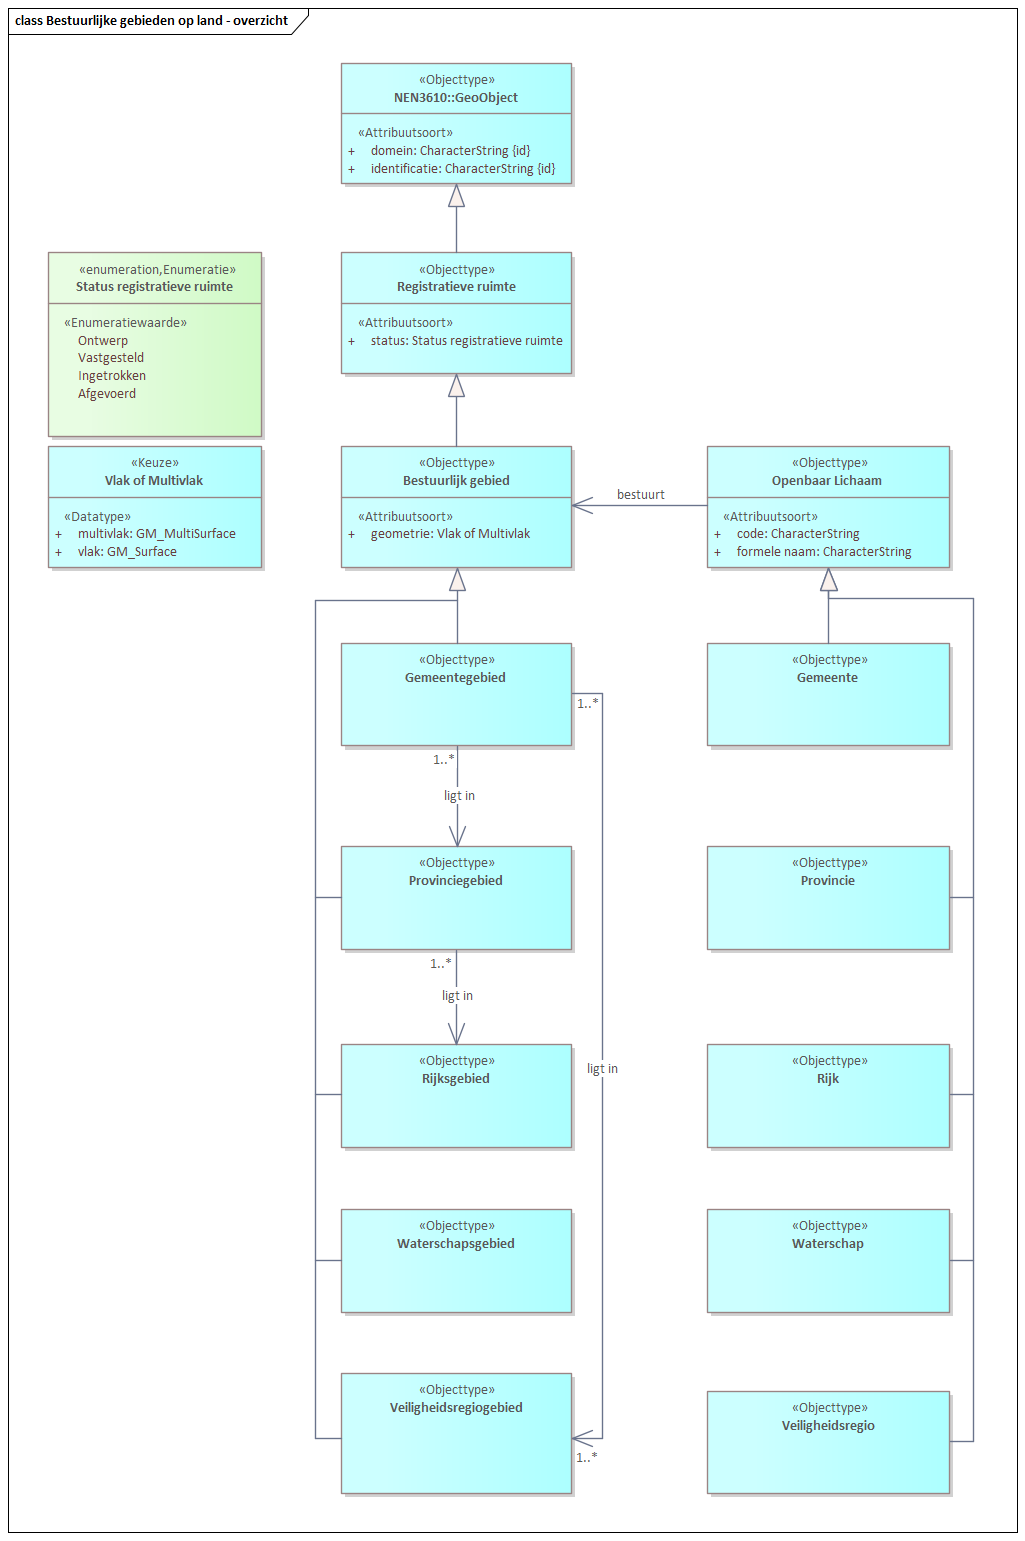 class Bestuurlijke gebieden op land - overzicht
«Objecttype»
NEN3610::GeoObject
«Attribuutsoort»
+ domein: CharacterString {id}
+ identificatie: CharacterString {id}
«enumeration,Enumeratie»
Status registratieve ruimte
«Enumeratiewaarde»
Ontwerp
Vastgesteld
Ingetrokken
Afgevoerd
«Objecttype»
Registratieve ruimte
«Attribuutsoort»
+ status: Status registratieve ruimte
«Keuze»
Vlak of Multivlak
«Datatype»
+ multivlak: GM_MultiSurface
+ vlak: GM_Surface
«Objecttype»
Bestuurlijk gebied
«Attribuutsoort»
+ geometrie: Vlak of Multivlak
bestuurt
«Objecttype»
Openbaar Lichaam
«Attribuutsoort»
+ code: CharacterString
+ formele naam: CharacterString
«Objecttype»
Gemeentegebied
1..*
1..*
ligt in
«Objecttype»
Gemeente
«Objecttype»
Provinciegebied
1..*
ligt in
«Objecttype»
Provincie
«Objecttype»
Rijksgebied
ligt in
«Objecttype»
Rijk
«Objecttype»
Waterschapsgebied
«Objecttype»
Waterschap
«Objecttype»
Veiligheidsregiogebied
1..*
«Objecttype»
Veiligheidsregio